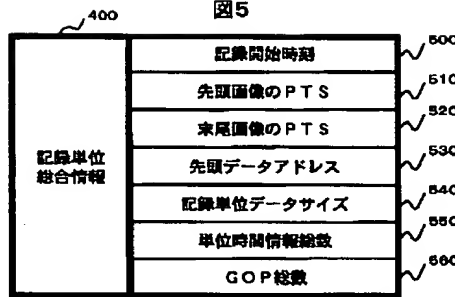 図5
400
記録単位
総合情報
記録開始時刻
500
先頭画像のPTS
510
末尾画像のPTS
520
先頭データアドレス
530
記録単位データサイズ
540
単位時間情報総数
550
GOP総数
560